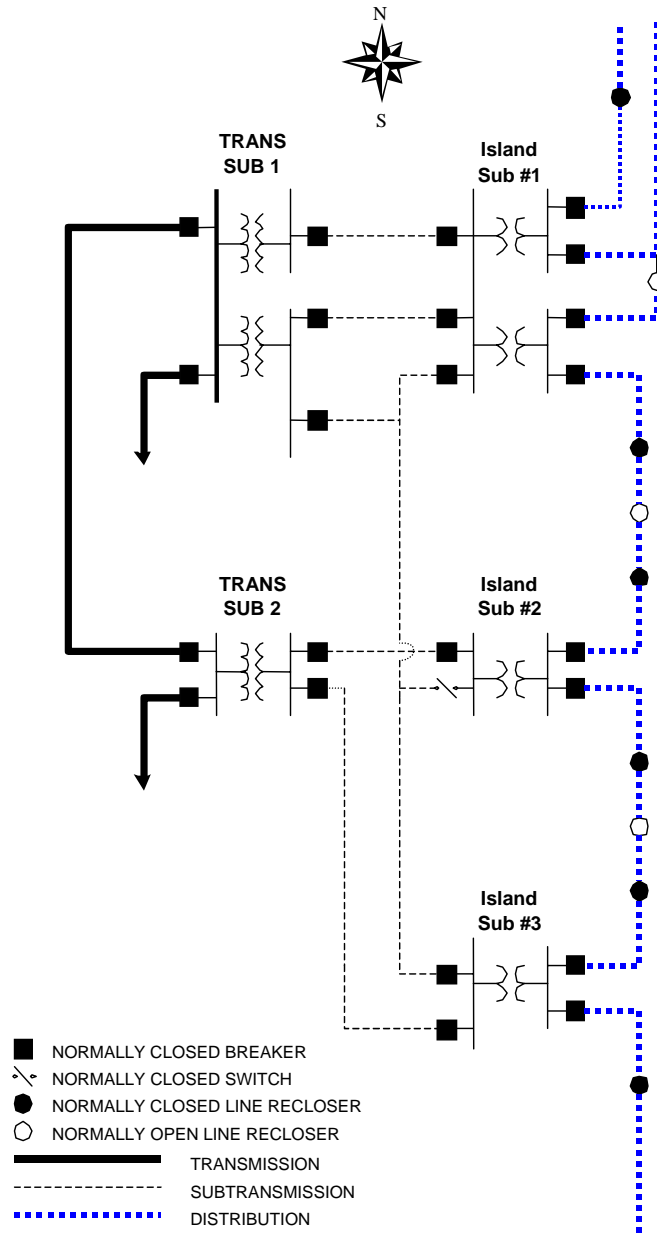 N
S
TRANS
SUB 1
Island
Sub #1
TRANS
SUB 2
Island
Sub #2
Island
Sub #3
NORMALLY CLOSED BREAKER
NORMALLY CLOSED SWITCH
NORMALLY CLOSED LINE RECLOSER
NORMALLY OPEN LINE RECLOSER
TRANSMISSION
SUBTRANSMISSION
DISTRIBUTION